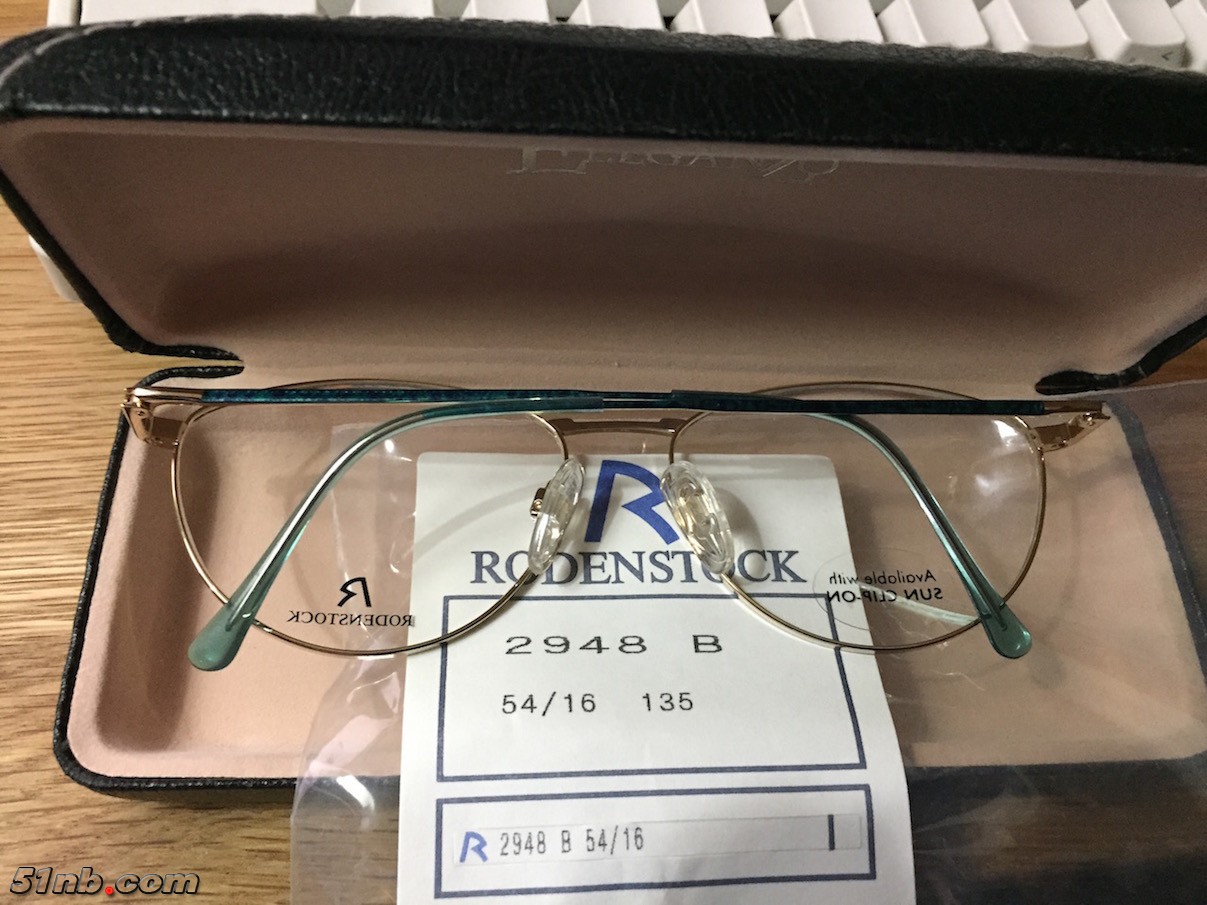 R
RODENSTOCK
2948 B
54/16 135
R 2948 B 54/16
R
RODENSTOCK
Available with
SUN CLIP-ON
51nb.com